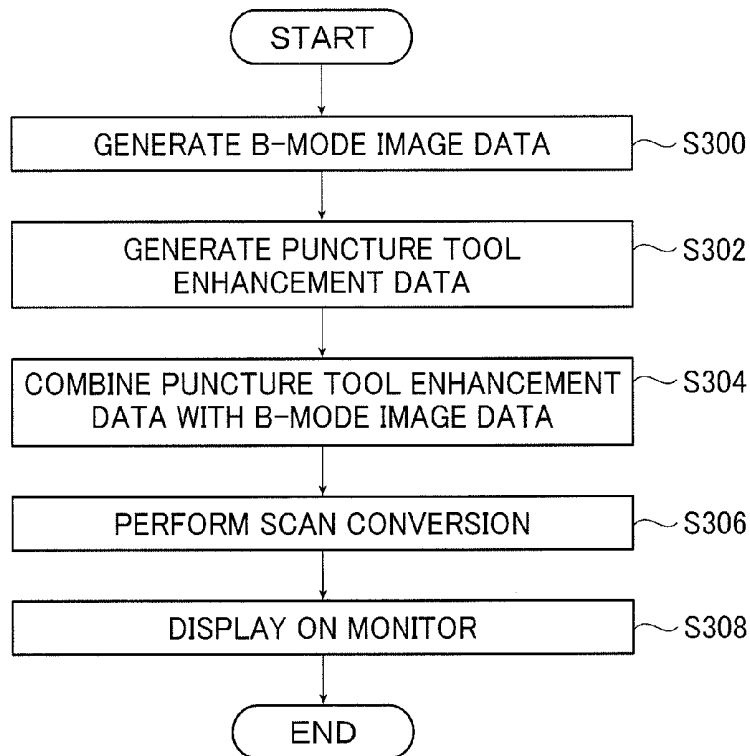 START
GENERATE B-MODE IMAGE DATA
S300
GENERATE PUNCTURE TOOL
ENHANCEMENT DATA
S302
COMBINE PUNCTURE TOOL ENHANCEMENT
DATA WITH B-MODE IMAGE DATA
S304
PERFORM SCAN CONVERSION
S306
DISPLAY ON MONITOR
S308
END